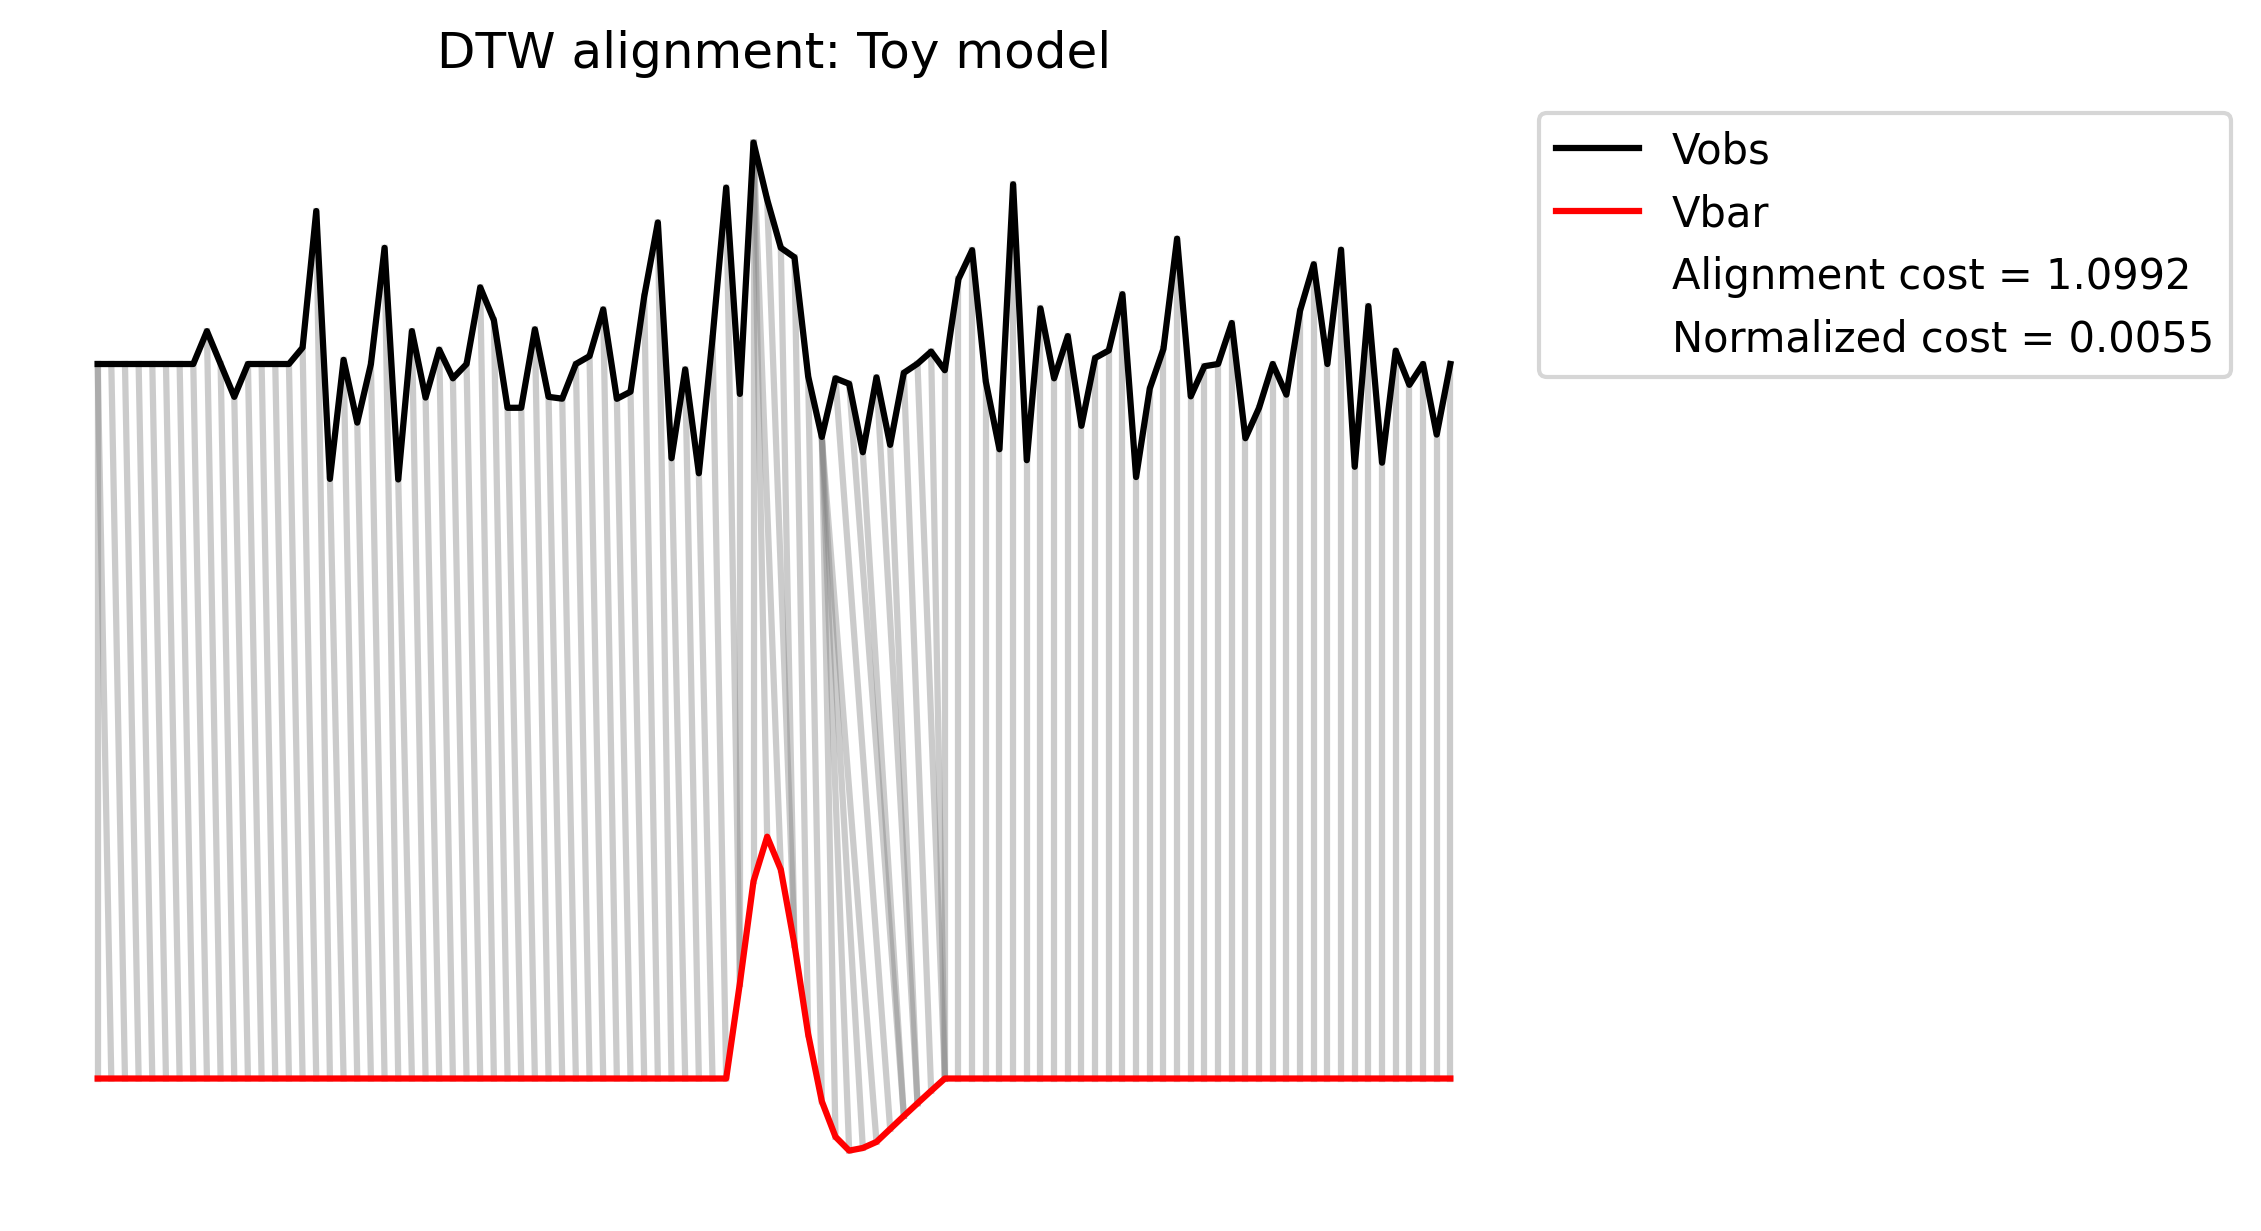 DTW alignment: Toy model
Vobs
Vbar
Alignment cost = 1.0992
Normalized cost = 0.0055